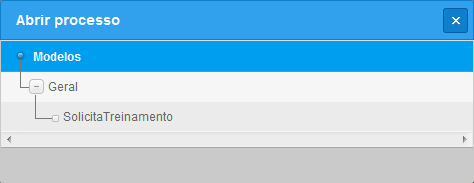 Abrir processo
Modelos
Geral
SolicitaTreinamento